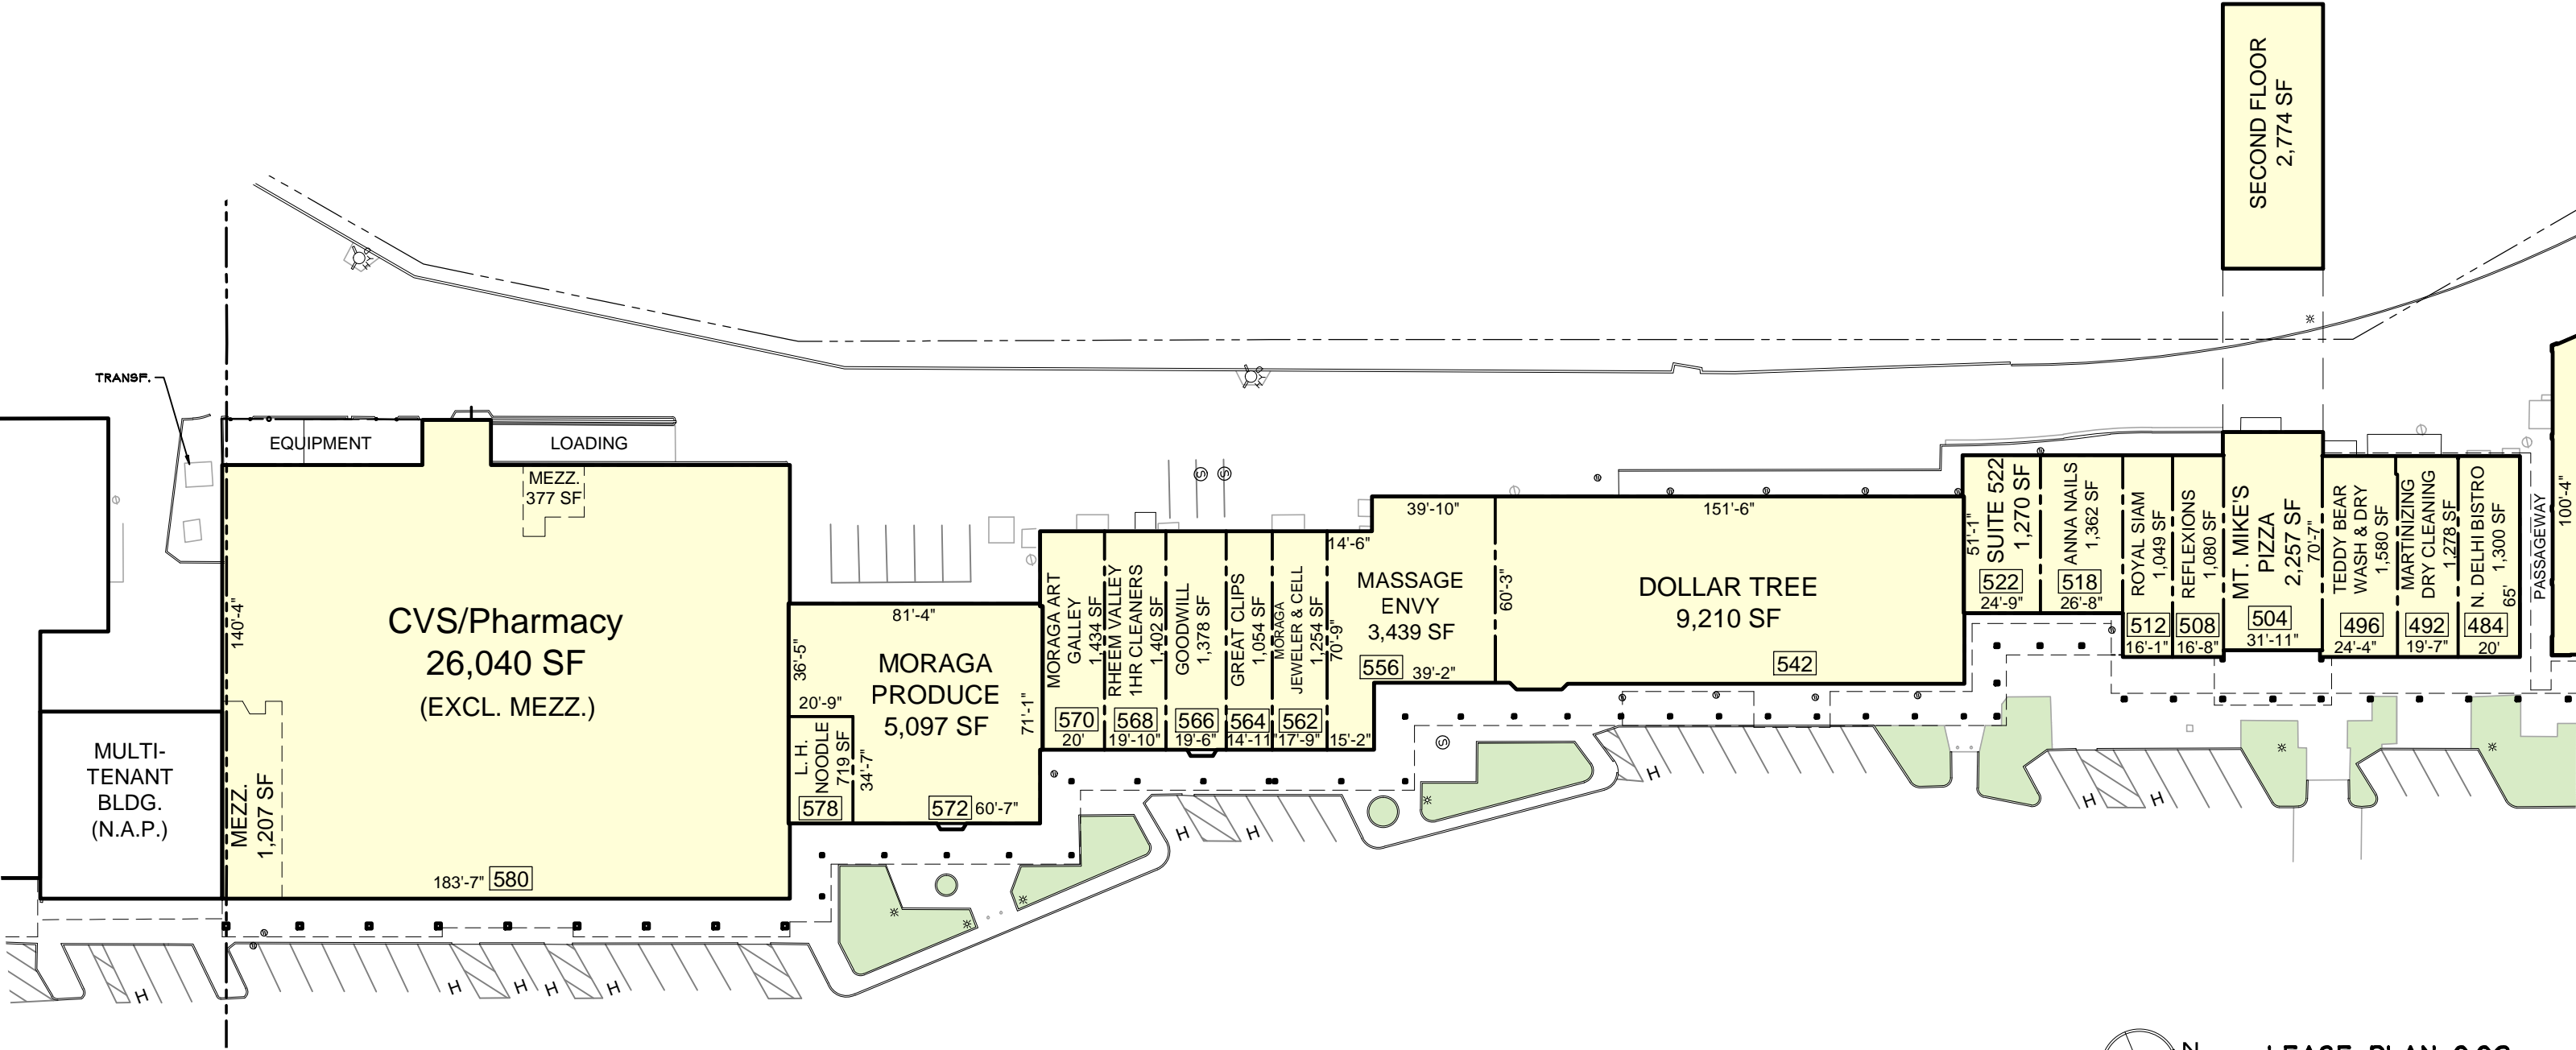 SECOND FLOOR
2,774 SF
TRANSF.
EQUIPMENT
LOADING
MEZZ.
377 SF
140'-4"
CVS/Pharmacy
26,040 SF
(EXCL. MEZZ.)
MEZZ.
1,207 SF
183'-7" 580
MULTI-
TENANT
BLDG.
(N.A.P.)
81'-4"
36'-5"
20'-9"
MORAGA
PRODUCE
5,097 SF
71'-1"
L. H.
NOODLE
719 SF
34'-7"
578
572 60'-7"
MORAGA ART
GALLEY
1,434 SF
570
20'
RHEEM VALLEY
1HR CLEANERS
1,402 SF
568
19'-10"
GOODWILL
1,378 SF
566
19'-6"
GREAT CLIPS
1,054 SF
564
14'-11"
MORAGA
JEWELER & CELL
1,254 SF
562
17'-9"
14'-6"
70'-9"
15'-2"
39'-10"
MASSAGE
ENVY
3,439 SF
556 39'-2"
60'-3"
151'-6"
DOLLAR TREE
9,210 SF
542
51'-1"
SUITE 522
1,270 SF
522
24'-9"
ANNA NAILS
1,362 SF
518
26'-8"
ROYAL SIAM
1,049 SF
512
16'-1"
REFLEXIONS
1,080 SF
508
16'-8"
MT. MIKE'S
PIZZA
2,257 SF
70'-7"
504
31'-11"
TEDDY BEAR
WASH & DRY
1,580 SF
496
24'-4"
MARTINIZING
DRY CLEANING
1,278 SF
492
19'-7"
N. DELHI BISTRO
1,300 SF
65'
484
20'
PASSAGEWAY
100'-4"
S
S
S
H
H
H
H
H
H
H
H
H
H
N